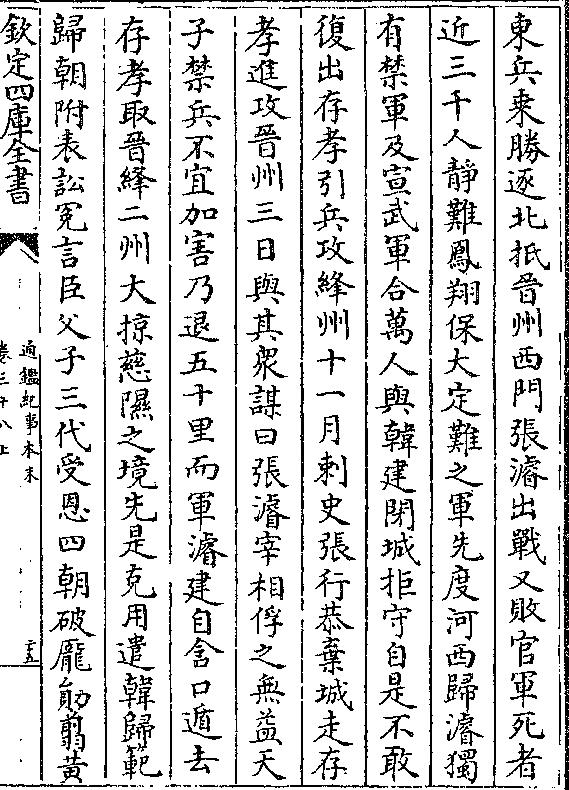 東兵乗勝逐北抵晉州西門張濬出戰又敗官軍死者
近三千人靜難鳳翔保大定難之軍先度河西歸濬獨
有禁軍及宣武軍合萬人與韓建閉城拒守自是不敢
復出存孝引兵攻絳州十一月刺史張行恭棄城走存
孝進攻晉州三日與其衆謀曰張濬宰相俘之無益天
子禁兵不宜加害乃退五十里而軍濬建自含口遁去
存孝取晉絳二州大掠慈隰之境先是克用遣韓歸範
歸朝附表訟冤言臣父子三代受恩四朝破龎勛翦黄
欽定四庫全書
通鑑紀事本末
卷三十八上
二五